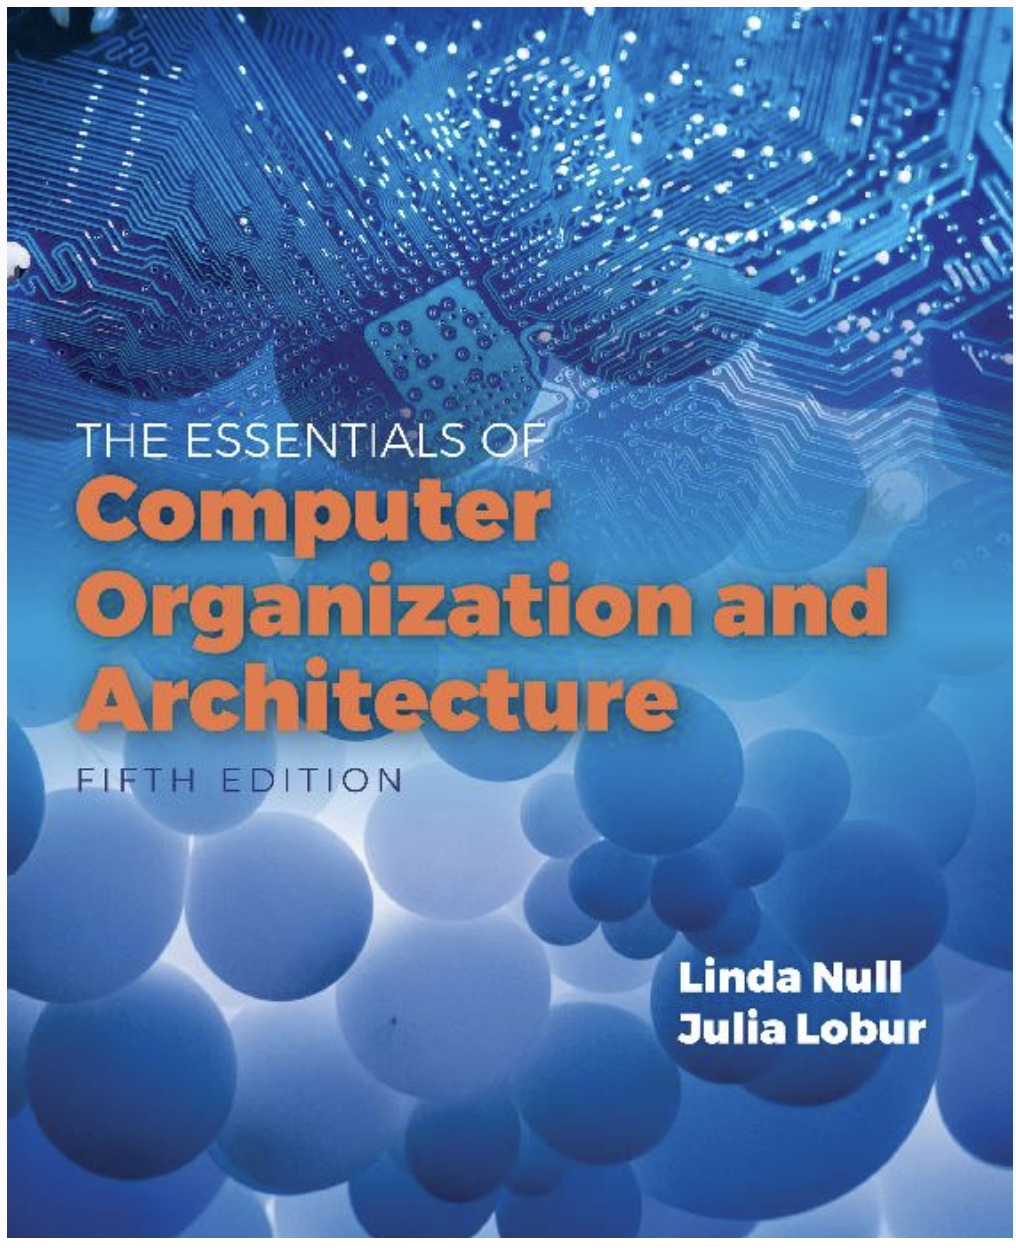 THE ESSENTIALS OF
Computer
Organization and
Architecture
FIFTH EDITION
Linda Null
Julia Lobur